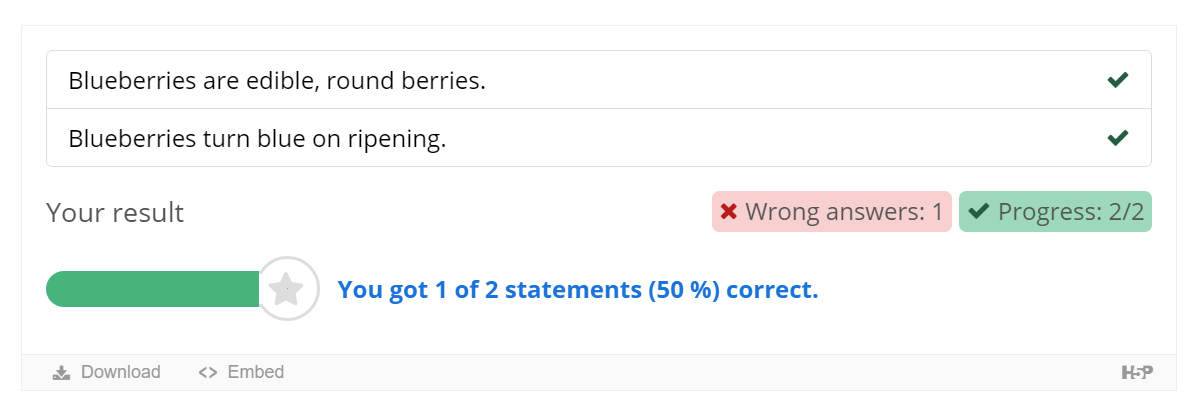 Blueberries are edible, round berries.
Blueberries turn blue on ripening.
Your result
Wrong answers: 1
Progress: 2/2
You got 1 of 2 statements (50 %) correct.
Download
Embed
H5P